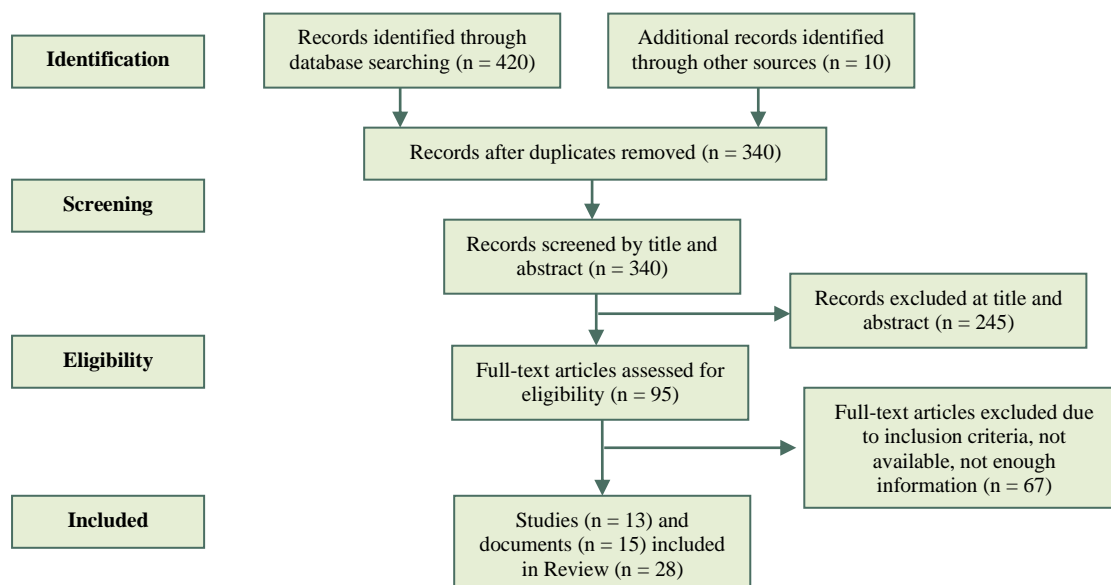 Identification
Records identified through
database searching (n = 420)
Additional records identified
through other sources (n = 10)
Records after duplicates removed (n = 340)
Screening
Records screened by title and
abstract (n = 340)
Records excluded at title and
abstract (n = 245)
Eligibility
Full-text articles assessed for
eligibility (n = 95)
Full-text articles excluded due
to inclusion criteria, not
available, not enough
information (n = 67)
Included
Studies (n = 13) and
documents (n = 15) included
in Review (n = 28)